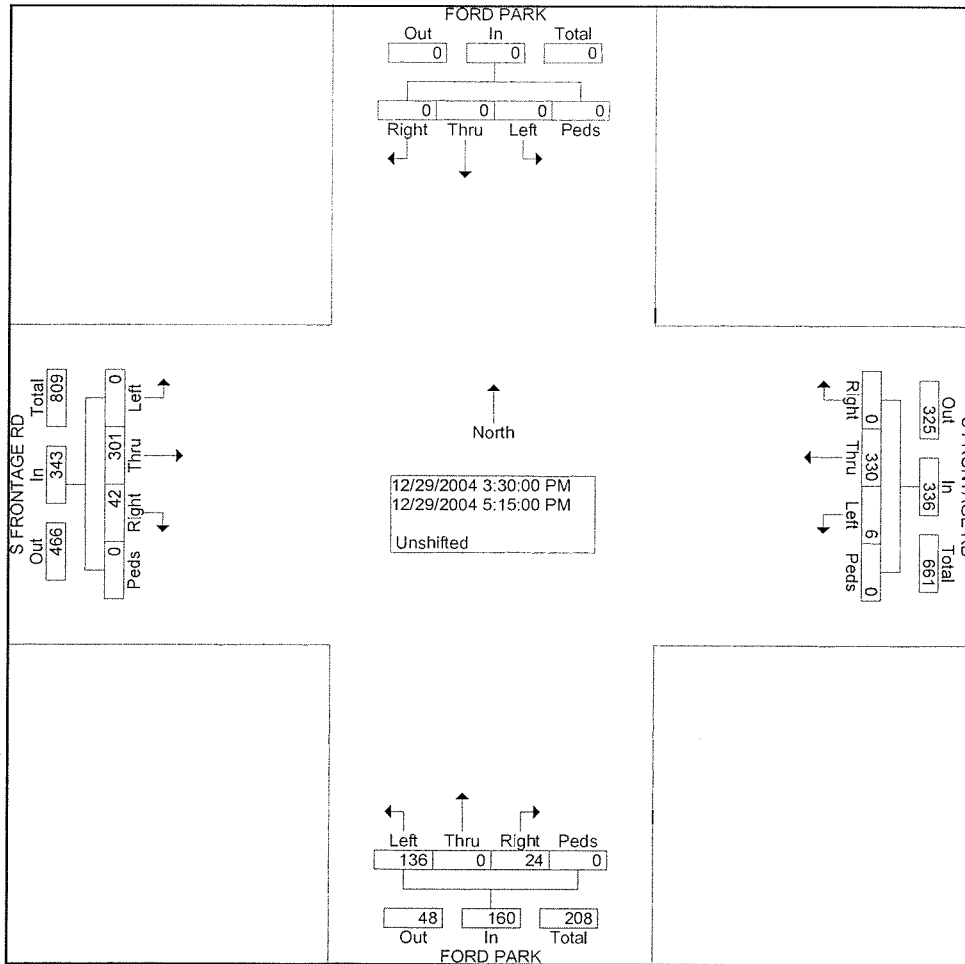 FORD PARK
Out In Total
0 0 0
0 0 0 0
Right Thru Left Peds
S FRONTAGE RD
Total In Out
809 343 466
0 301 42 0
Left Thru Right Peds
North
12/29/2004 3:30:00 PM
12/29/2004 5:15:00 PM
Unshifted
Right Thru Left Peds
0 330 6 0
325 336 661
Out In Total
Left Thru Right Peds
136 0 24 0
48 160 208
Out In Total
FORD PARK